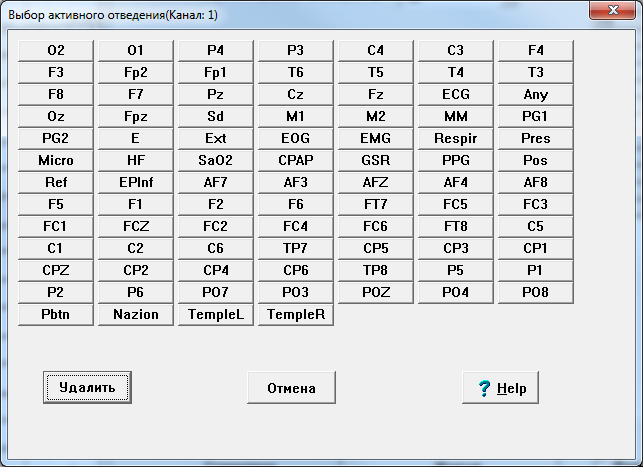 Выбор активного отведения(Канал: 1)
O2 O1 P4 P3 C4 C3 F4
F3 Fp2 Fp1 T6 T5 T4 T3
F8 F7 Pz Cz Fz ECG Any
Oz Fpz Sd M1 M2 MM PG1
PG2 E Ext EOG EMG Respir Pres
Micro HF SaO2 CPAP GSR PPG Pos
Ref EPInf AF7 AF3 AFZ AF4 AF8
F5 F1 F2 F6 FT7 FC5 FC3
FC1 FCZ FC2 FC4 FC6 FT8 C5
C1 C2 C6 TP7 CP5 CP3 CP1
CPZ CP2 CP4 CP6 TP8 P5 P1
P2 P6 PO7 PO3 POZ PO4 PO8
Pbtn Nazion TempleL TempleR
Удалить Отмена ? Help